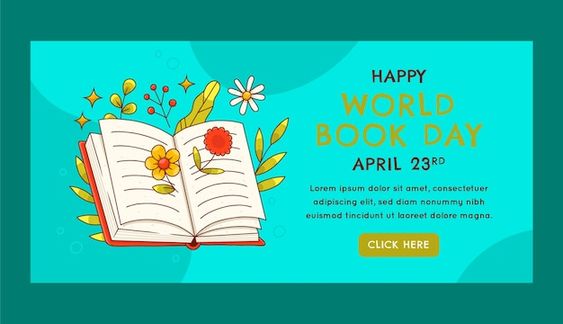 HAPPY
WORLD
BOOK DAY
APRIL 23RD
Lorem ipsum dolor sit amet, consectetuer
adipiscing elit, sed diam nonummy nibh
euismod tincidunt ut laoreet dolore magna.
CLICK HERE